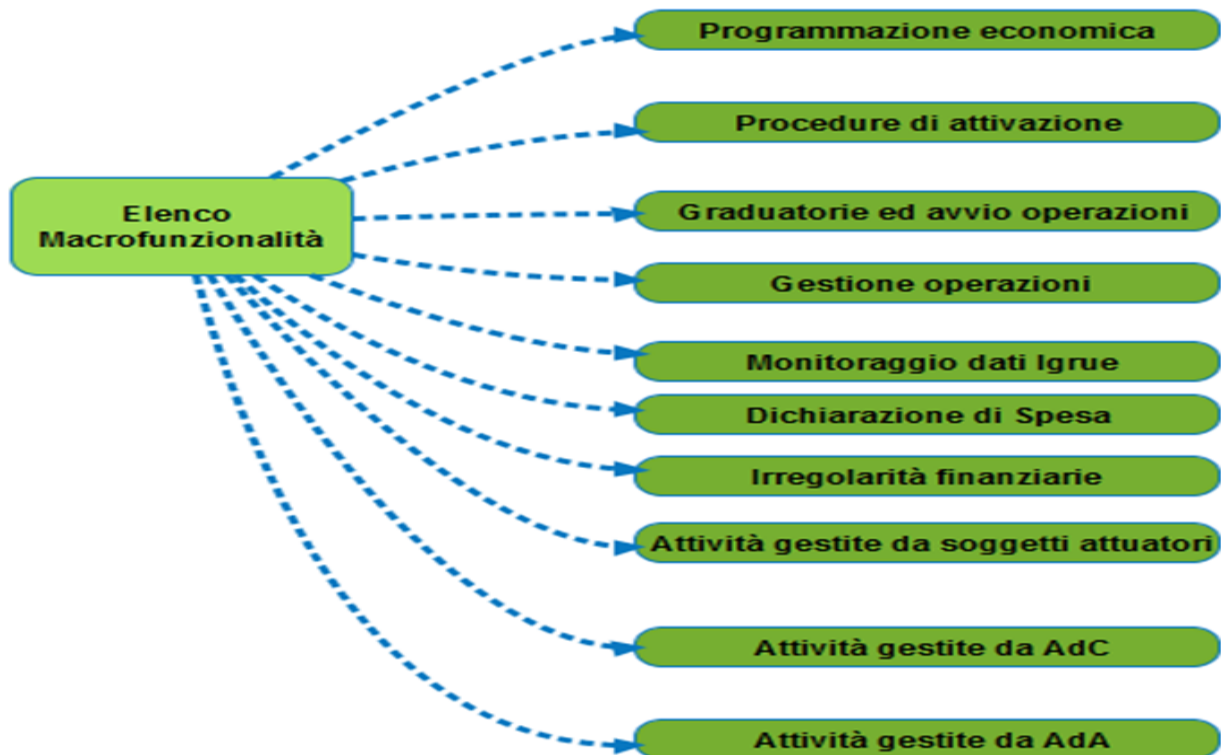 Elenco
Macrofunzionalità
Programmazione economica
Procedure di attivazione
Graduatorie ed avvio operazioni
Gestione operazioni
Monitoraggio dati Igrue
Dichiarazione di Spesa
Irregolarità finanziarie
Attività gestite da soggetti attuatori
Attività gestite da AdC
Attività gestite da AdA